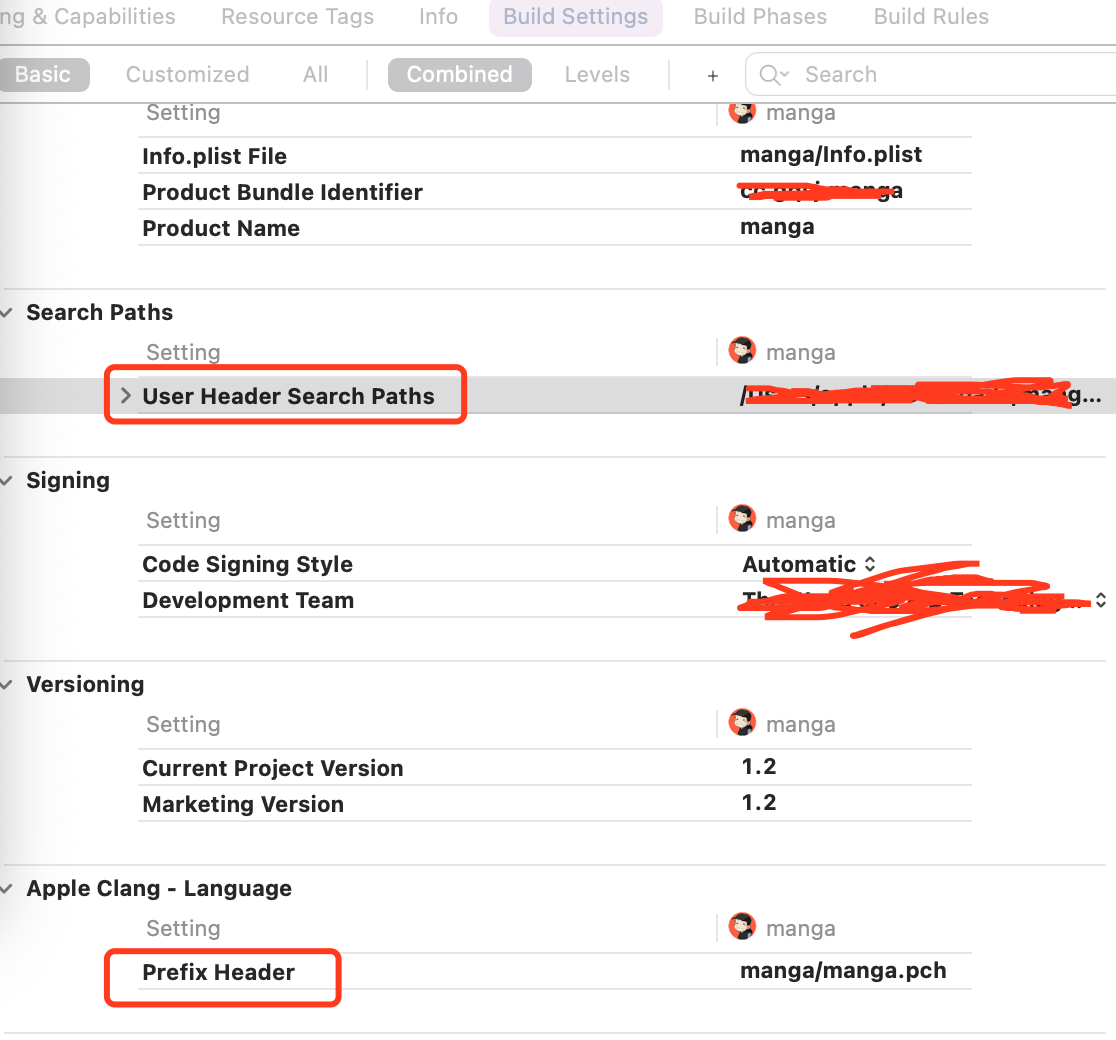 ng & Capabilities Resource Tags Info Build Settings Build Phases Build Rules
Basic Customized All Combined Levels + Search
Setting manga
Info.plist File manga/Info.plist
Product Bundle Identifier
Product Name manga
Search Paths
Setting manga
User Header Search Paths
Signing
Setting manga
Code Signing Style Automatic
Development Team
Versioning
Setting manga
Current Project Version 1.2
Marketing Version 1.2
Apple Clang - Language
Setting manga
Prefix Header manga/manga.pch